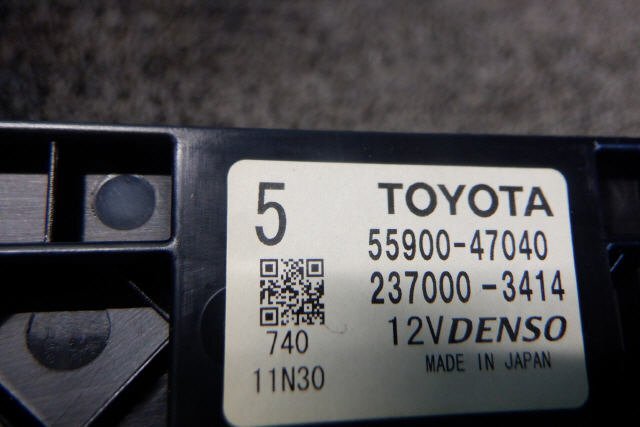 5
TOYOTA
55900-47040
237000-3414
12V DENSO
MADE IN JAPAN
740
11N30